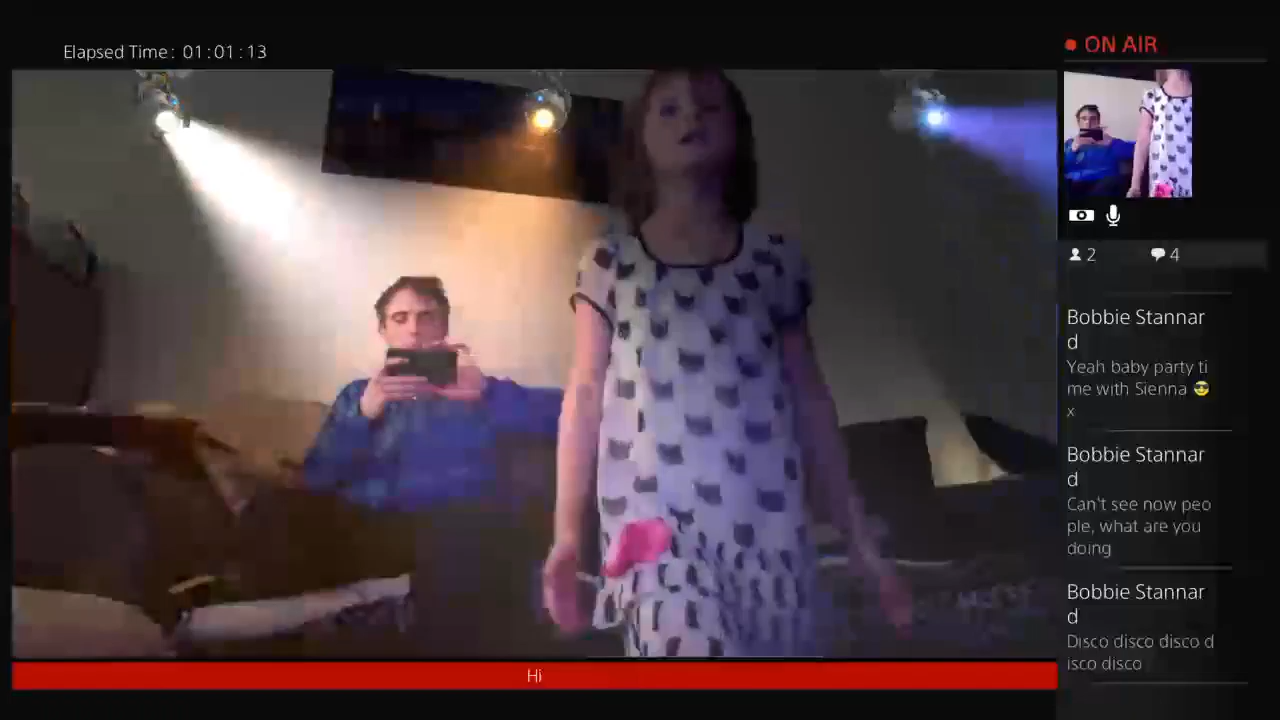 Elapsed Time: 01:01:13
ON AIR
2
4
Bobbie Stannar
d
Yeah baby party ti
me with Sienna 😎
x
Bobbie Stannar
d
Can't see now peo
ple, what are you
doing
Bobbie Stannar
d
Disco disco disco d
isco disco
Hi